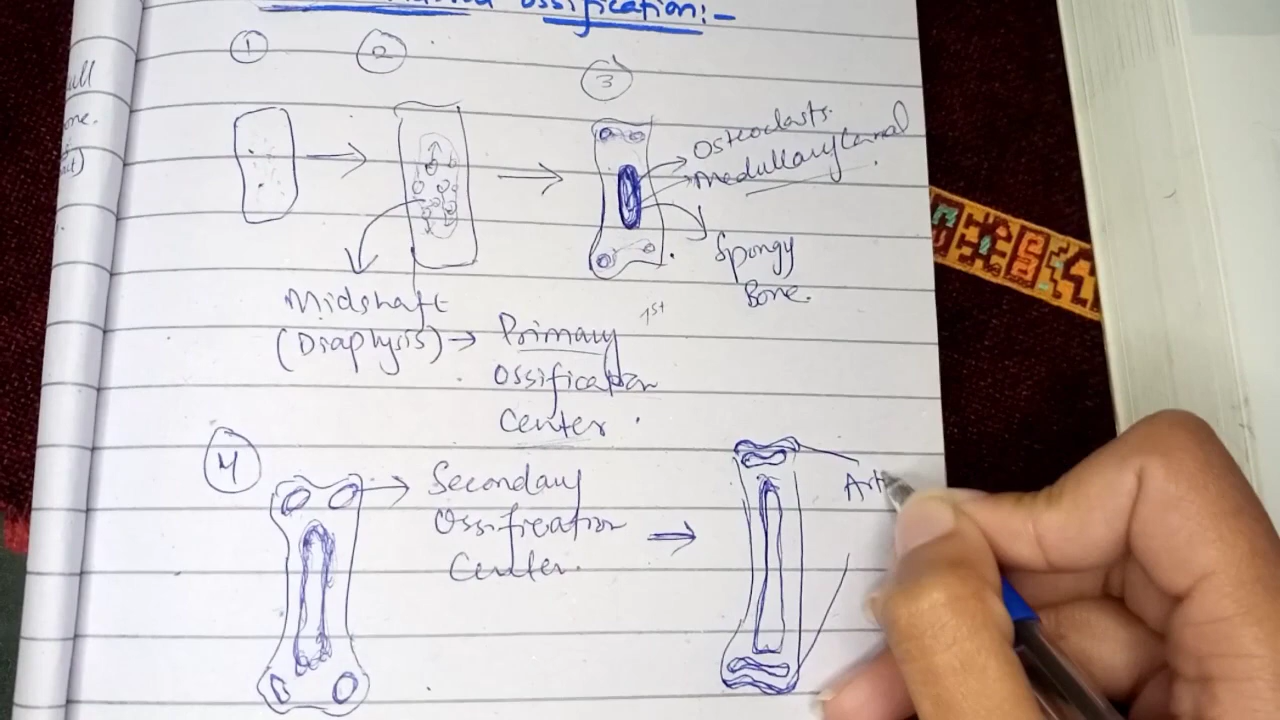 Ossification:-
1
2
3
Osteoclasts.
Medullary Canal
Spongy
Bone.
Midshaft
(Diaphysis) → Primary 1st
Ossification
Center.
4
Secondary
Ossification
Center.
Art